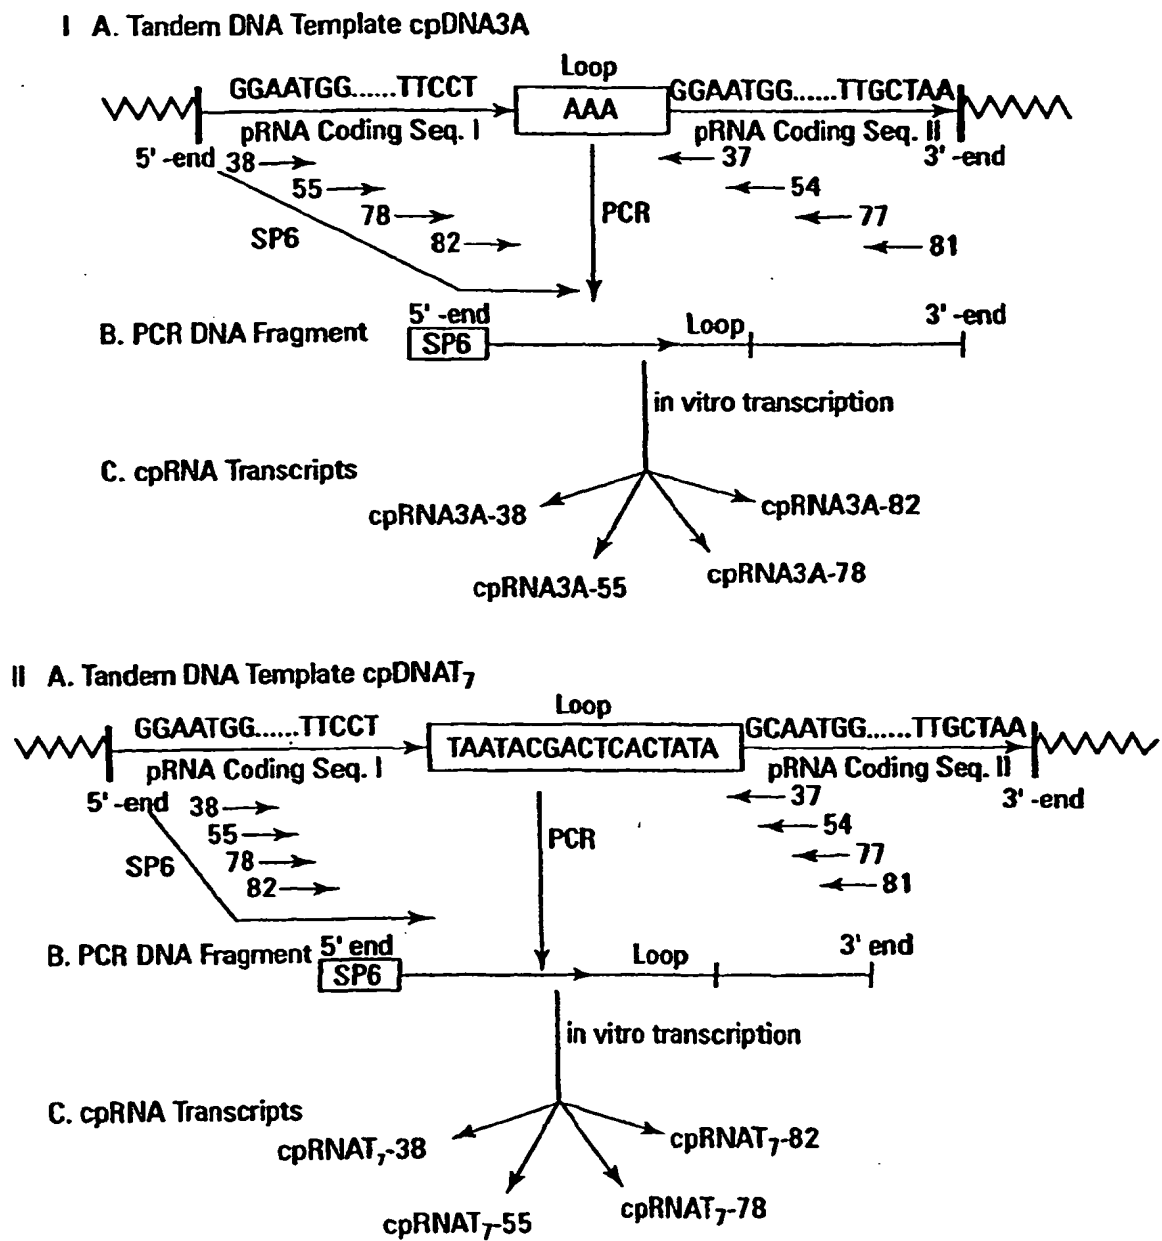 I A. Tandem DNA Template cpDNA3A
Loop
GGAATGG......TTCCT AAA GGAATGG......TTGCTAA
pRNA Coding Seq. I pRNA Coding Seq. II
5'-end 38 37 3'-end
55 54
78 PCR 77
SP6 82 81
5'-end 3'-end
B. PCR DNA Fragment SP6 Loop
in vitro transcription
C. cpRNA Transcripts
cpRNA3A-38 cpRNA3A-82
cpRNA3A-55 cpRNA3A-78
II A. Tandem DNA Template cpDNAT7
Loop
GGAATGG......TTCCT TAATACGACTCACTATA GCAATGG......TTGCTAA
pRNA Coding Seq. I pRNA Coding Seq. II
5'-end 38 37 3'-end
55 PCR 54
SP6 78 77
82 81
B. PCR DNA Fragment 5' end 3' end
SP6 Loop
in vitro transcription
C. cpRNA Transcripts
cpRNAT7-38 cpRNAT7-82
cpRNAT7-55 cpRNAT7-78